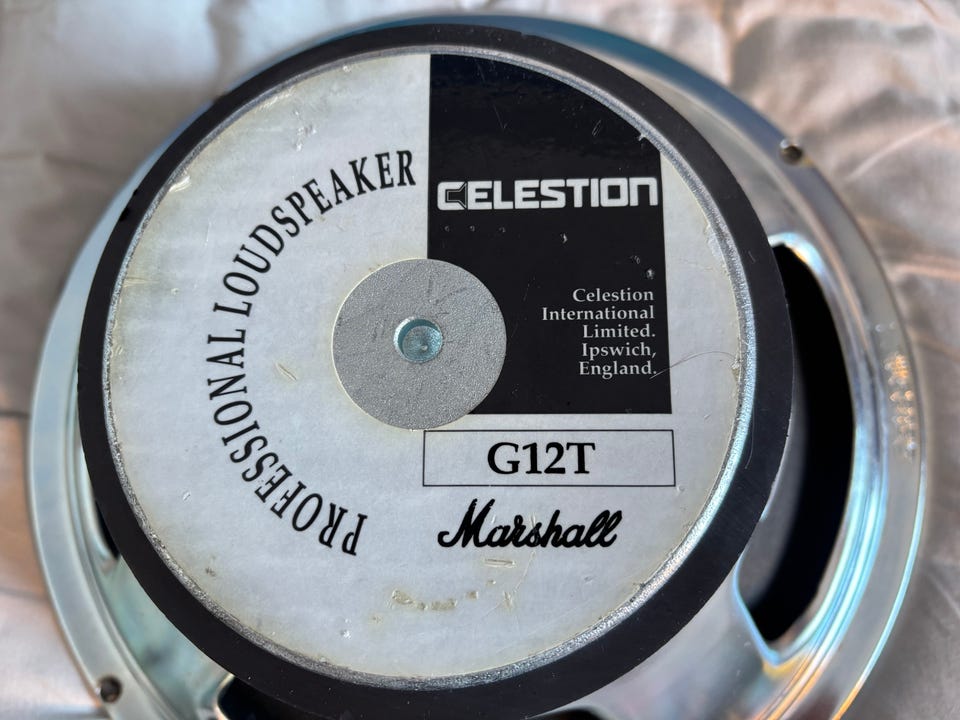 PROFESSIONAL LOUDSPEAKER
CELESTION
Celestion
International
Limited.
Ipswich,
England.
G12T
Marshall